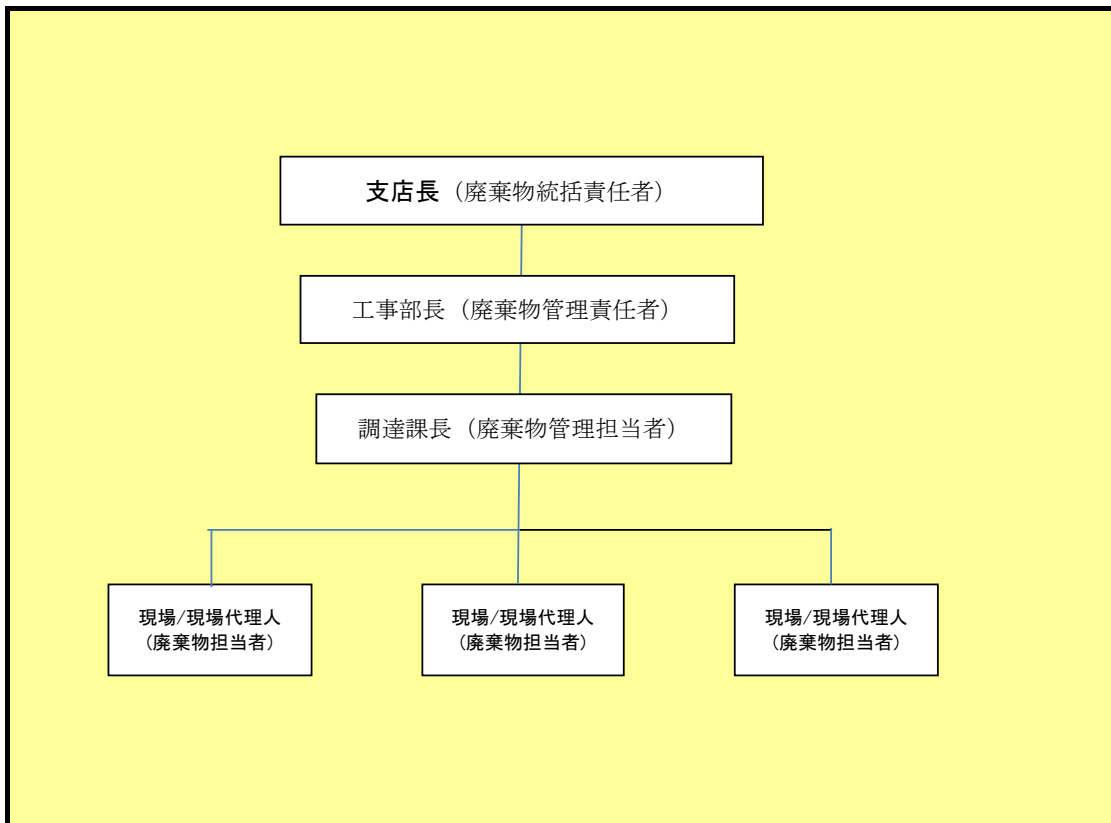 支店長（廃棄物統括責任者）
工事部長（廃棄物管理責任者）
調達課長（廃棄物管理担当者）
現場/現場代理人
（廃棄物担当者）
現場/現場代理人
（廃棄物担当者）
現場/現場代理人
（廃棄物担当者）